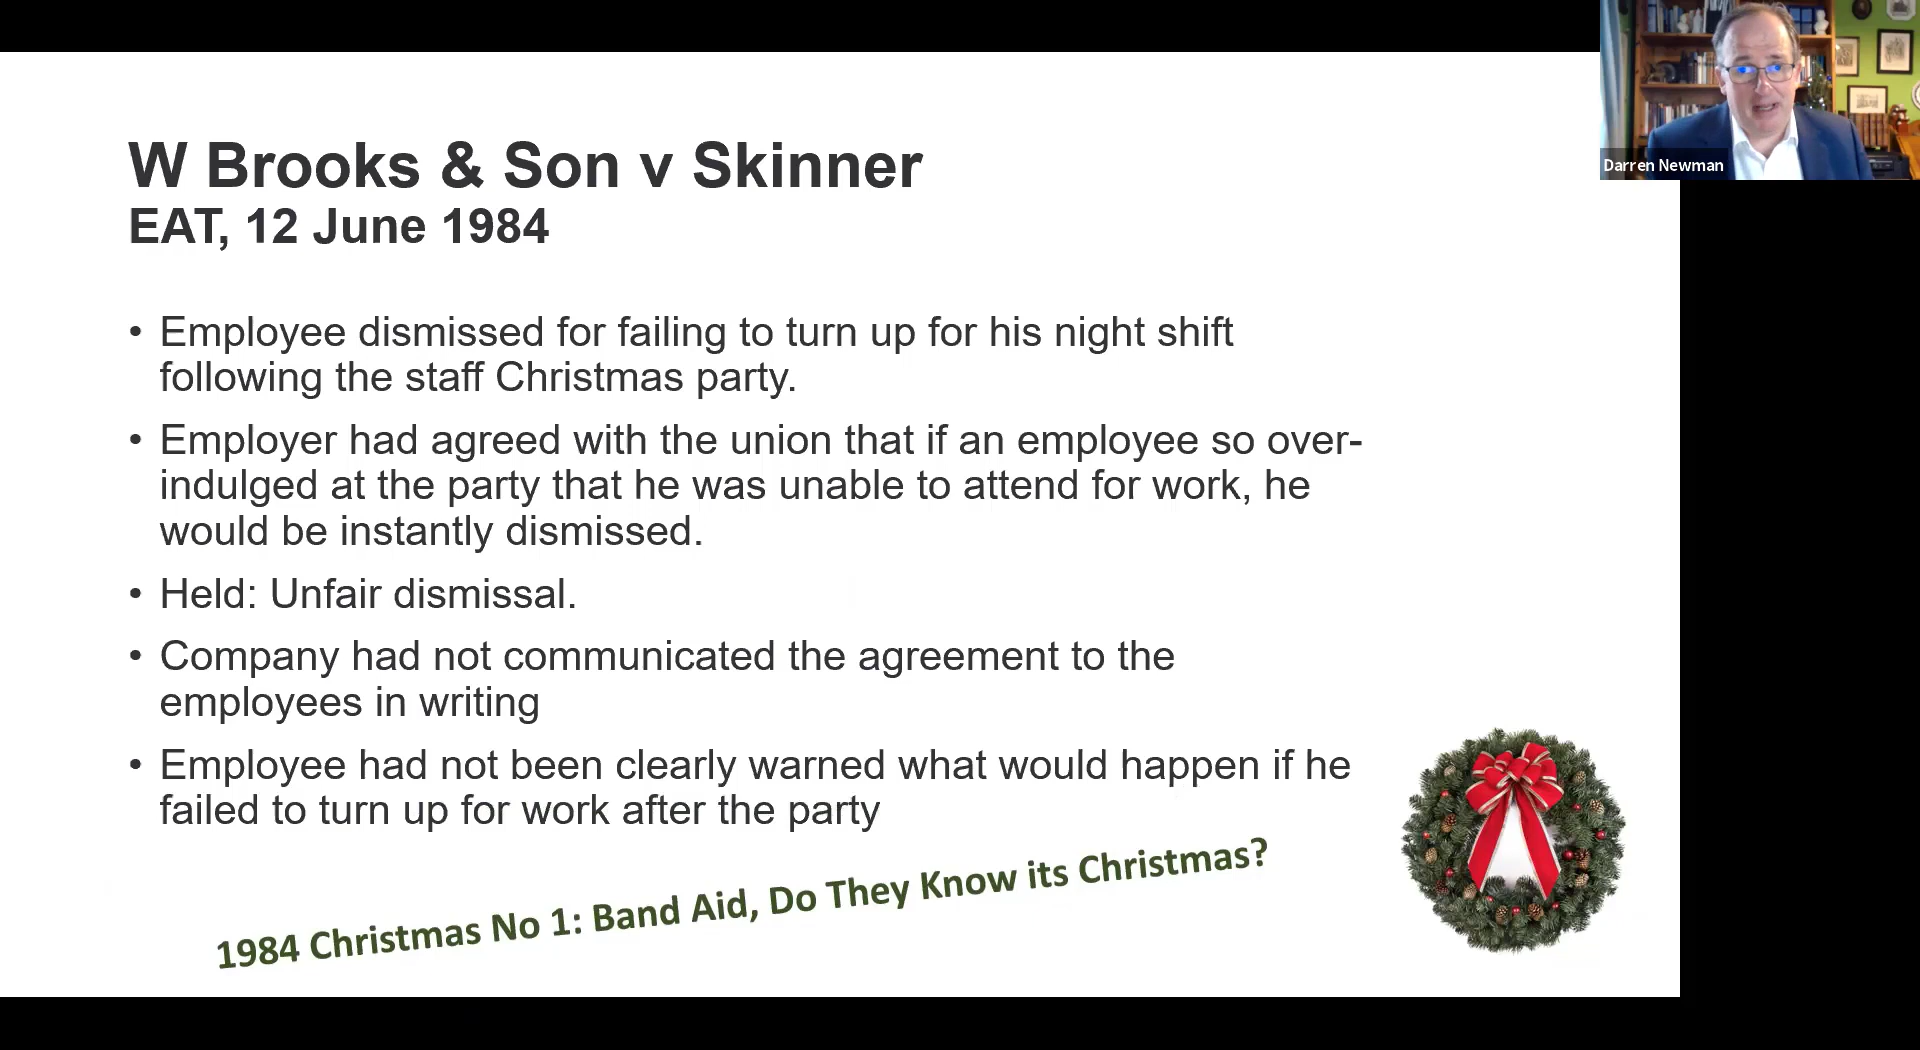 W Brooks & Son v Skinner
EAT, 12 June 1984
• Employee dismissed for failing to turn up for his night shift
following the staff Christmas party.
• Employer had agreed with the union that if an employee so over-
indulged at the party that he was unable to attend for work, he
would be instantly dismissed.
• Held: Unfair dismissal.
• Company had not communicated the agreement to the
employees in writing
• Employee had not been clearly warned what would happen if he
failed to turn up for work after the party
1984 Christmas No 1: Band Aid, Do They Know its Christmas?
Darren Newman